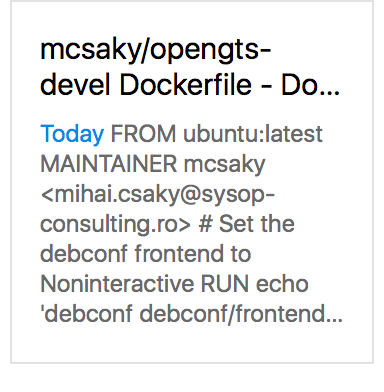 mcsaky/opengts-
devel Dockerfile - Do...
Today FROM ubuntu:latest
MAINTAINER mcsaky
<mihai.csaky@sysop-
consulting.ro> # Set the
debconf frontend to
Noninteractive RUN echo
'debconf debconf/frontend...